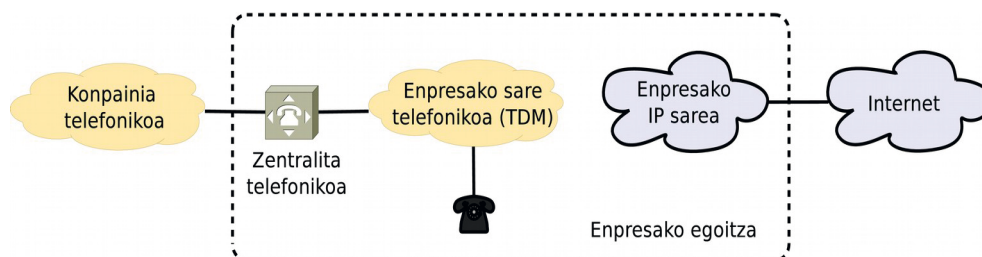 Konpainia
telefonikoa
Zentralita
telefonikoa
Enpresako sare
telefonikoa (TDM)
Enpresako
IP sarea
Internet
Enpresako egoitza